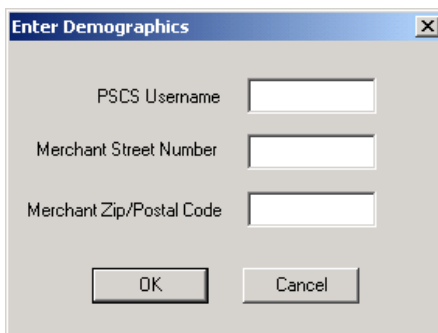 Enter Demographics
PSCS Username
Merchant Street Number
Merchant Zip/Postal Code
OK Cancel